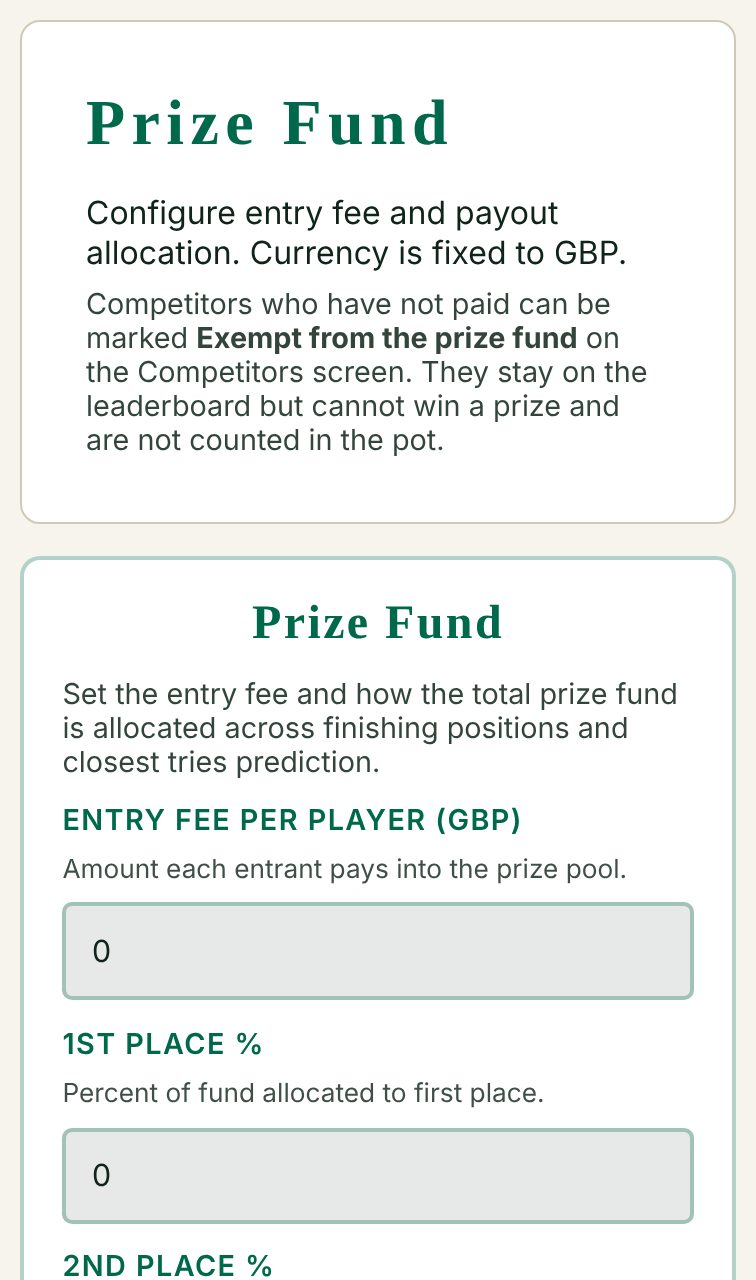 Prize Fund
Configure entry fee and payout
allocation. Currency is fixed to GBP.
Competitors who have not paid can be
marked Exempt from the prize fund on
the Competitors screen. They stay on the
leaderboard but cannot win a prize and
are not counted in the pot.
Prize Fund
Set the entry fee and how the total prize fund
is allocated across finishing positions and
closest tries prediction.
ENTRY FEE PER PLAYER (GBP)
Amount each entrant pays into the prize pool.
0
1ST PLACE %
Percent of fund allocated to first place.
0
2ND PLACE %